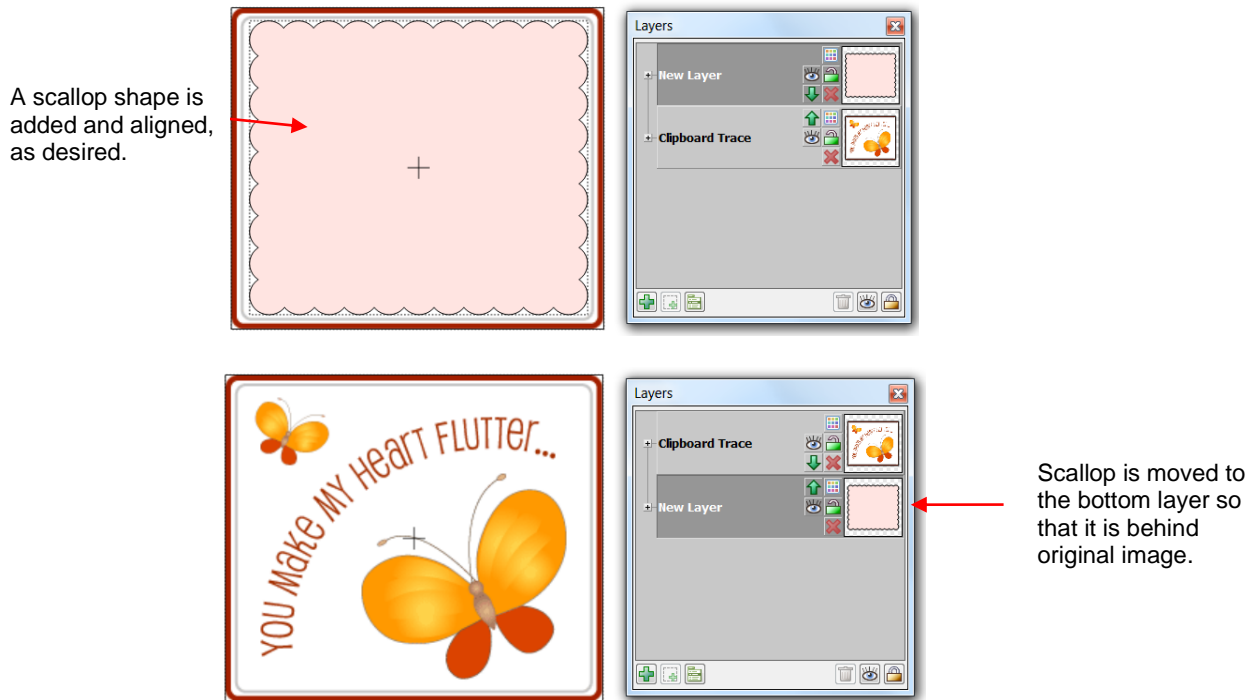 A scallop shape is
added and aligned,
as desired.
Layers
New Layer
Clipboard Trace
YOU MAKE MY HEART FLUTTER...
Layers
Clipboard Trace
New Layer
Scallop is moved to
the bottom layer so
that it is behind
original image.